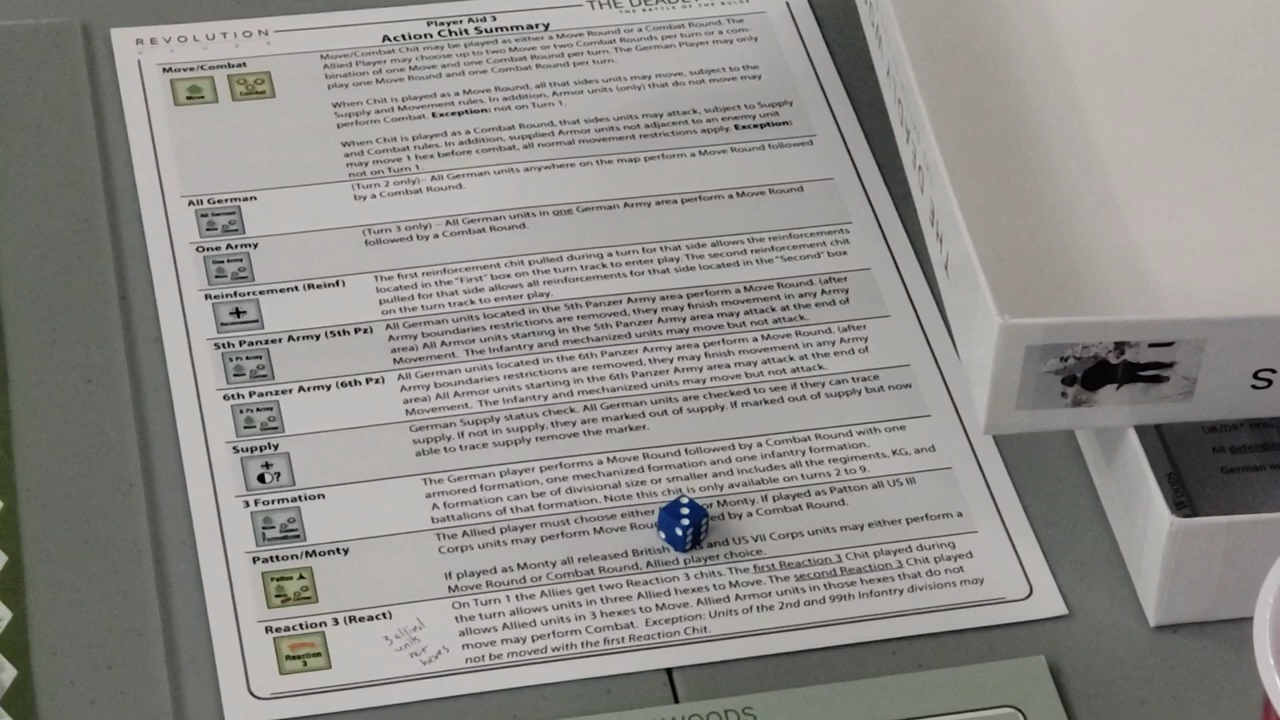 REVOLUTION
GAMES
THE DEADLY
THE BATTLE OF THE BULGE
Player Aid 3
Action Chit Summary
Move/Combat
Move
Combat
Move/Combat Chit may be played as either a Move Round or a Combat Round. The
Allied Player may choose up to two Move or two Combat Rounds per turn or a com-
bination of one Move and one Combat Round per turn. The German Player may only
play one Move Round and one Combat Round per turn.
When Chit is played as a Move Round, all that sides units may move, subject to the
Supply and Movement rules. In addition, Armor units (only) that do not move may
perform Combat. Exception: not on Turn 1.
When Chit is played as a Combat Round, that sides units may attack, subject to Supply
and Combat rules. In addition, supplied Armor units not adjacent to an enemy unit
may move 1 hex before combat, all normal movement restrictions apply. Exception:
not on Turn 1.
All German
All German
(Turn 2 only) – All German units anywhere on the map perform a Move Round followed
by a Combat Round.
One Army
One Army
(Turn 3 only) – All German units in one German Army area perform a Move Round
followed by a Combat Round.
Reinforcement (Reinf)
The first reinforcement chit pulled during a turn for that side allows the reinforcements
located in the "First" box on the turn track to enter play. The second reinforcement chit
pulled for that side allows all reinforcements for that side located in the "Second" box
on the turn track to enter play.
5th Panzer Army (5th Pz)
5 Pz Army
All German units located in the 5th Panzer Army area perform a Move Round. (after
Army boundaries restrictions are removed, they may finish movement in any Army
area) All Armor units starting in the 5th Panzer Army area may attack at the end of
Movement. The Infantry and mechanized units may move but not attack.
6th Panzer Army (6th Pz)
6 Pz Army
All German units located in the 6th Panzer Army area perform a Move Round. (after
Army boundaries restrictions are removed, they may finish movement in any Army
area) All Armor units starting in the 6th Panzer Army area may attack at the end of
Movement. The Infantry and mechanized units may move but not attack.
Supply
?
German Supply status check. All German units are checked to see if they can trace
supply. If not in supply, they are marked out of supply. If marked out of supply but now
able to trace supply remove the marker.
3 Formation
The German player performs a Move Round followed by a Combat Round with one
armored formation, one mechanized formation and one infantry formation.
A formation can be of divisional size or smaller and includes all the regiments, KG, and
battalions of that formation. Note this chit is only available on turns 2 to 9.
Patton/Monty
Patton
The Allied player must choose either or Monty. If played as Patton all US III
Corps units may perform Move Rou ed by a Combat Round.
If played as Monty all released British and US VII Corps units may either perform a
Move Round or Combat Round, Allied player choice.
Reaction 3 (React)
Reaction
3
On Turn 1 the Allies get two Reaction 3 chits. The first Reaction 3 Chit played during
the turn allows units in three Allied hexes to Move. The second Reaction 3 Chit played
allows Allied units in 3 hexes to Move. Allied Armor units in those hexes that do not
move may perform Combat. Exception: Units of the 2nd and 99th Infantry divisions may
not be moved with the first Reaction Chit.
3 allied
units
not
hexes
THE DEADLY
S
All defending
German
WOODS